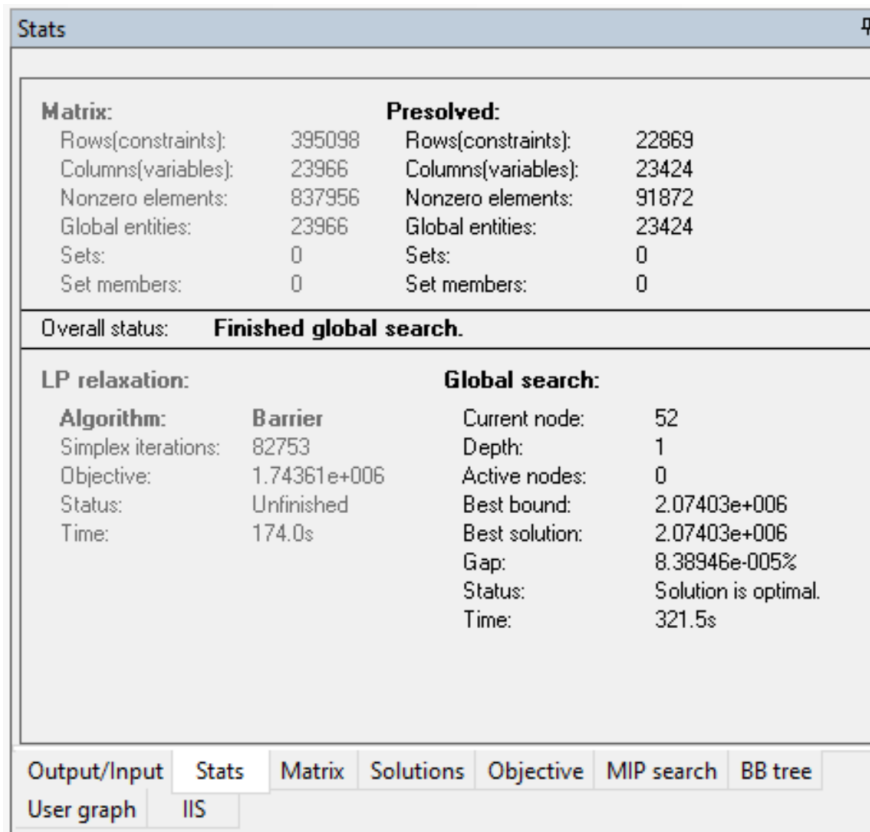 Stats
Matrix: Presolved:
Rows(constraints): 395098 Rows(constraints): 22869
Columns(variables): 23966 Columns(variables): 23424
Nonzero elements: 837956 Nonzero elements: 91872
Global entities: 23966 Global entities: 23424
Sets: 0 Sets: 0
Set members: 0 Set members: 0
Overall status: Finished global search.
LP relaxation: Global search:
Algorithm: Barrier Current node: 52
Simplex iterations: 82753 Depth: 1
Objective: 1.74361e+006 Active nodes: 0
Status: Unfinished Best bound: 2.07403e+006
Time: 174.0s Best solution: 2.07403e+006
Gap: 8.38946e-005%
Status: Solution is optimal.
Time: 321.5s
Output/Input Stats Matrix Solutions Objective MIP search BB tree
User graph IIS